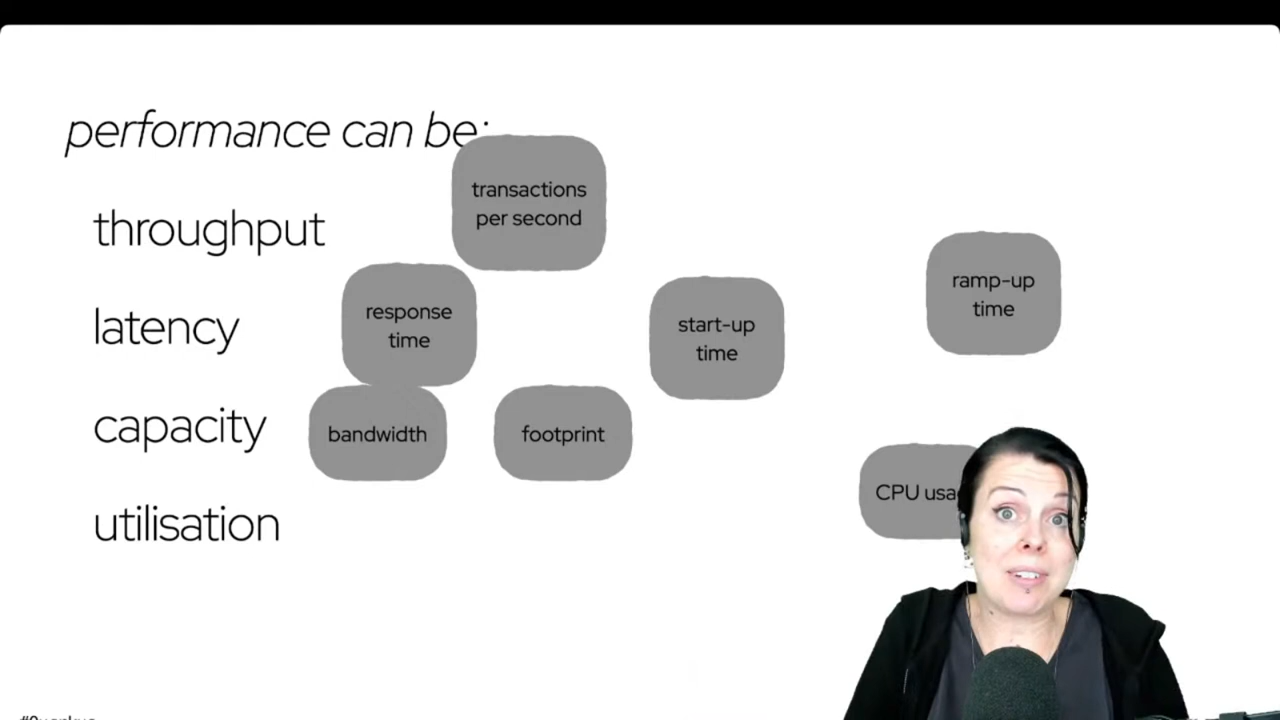 performance can be:
throughput
transactions
per second
latency
response
time
start-up
time
ramp-up
time
capacity
bandwidth
footprint
CPU
utilisation